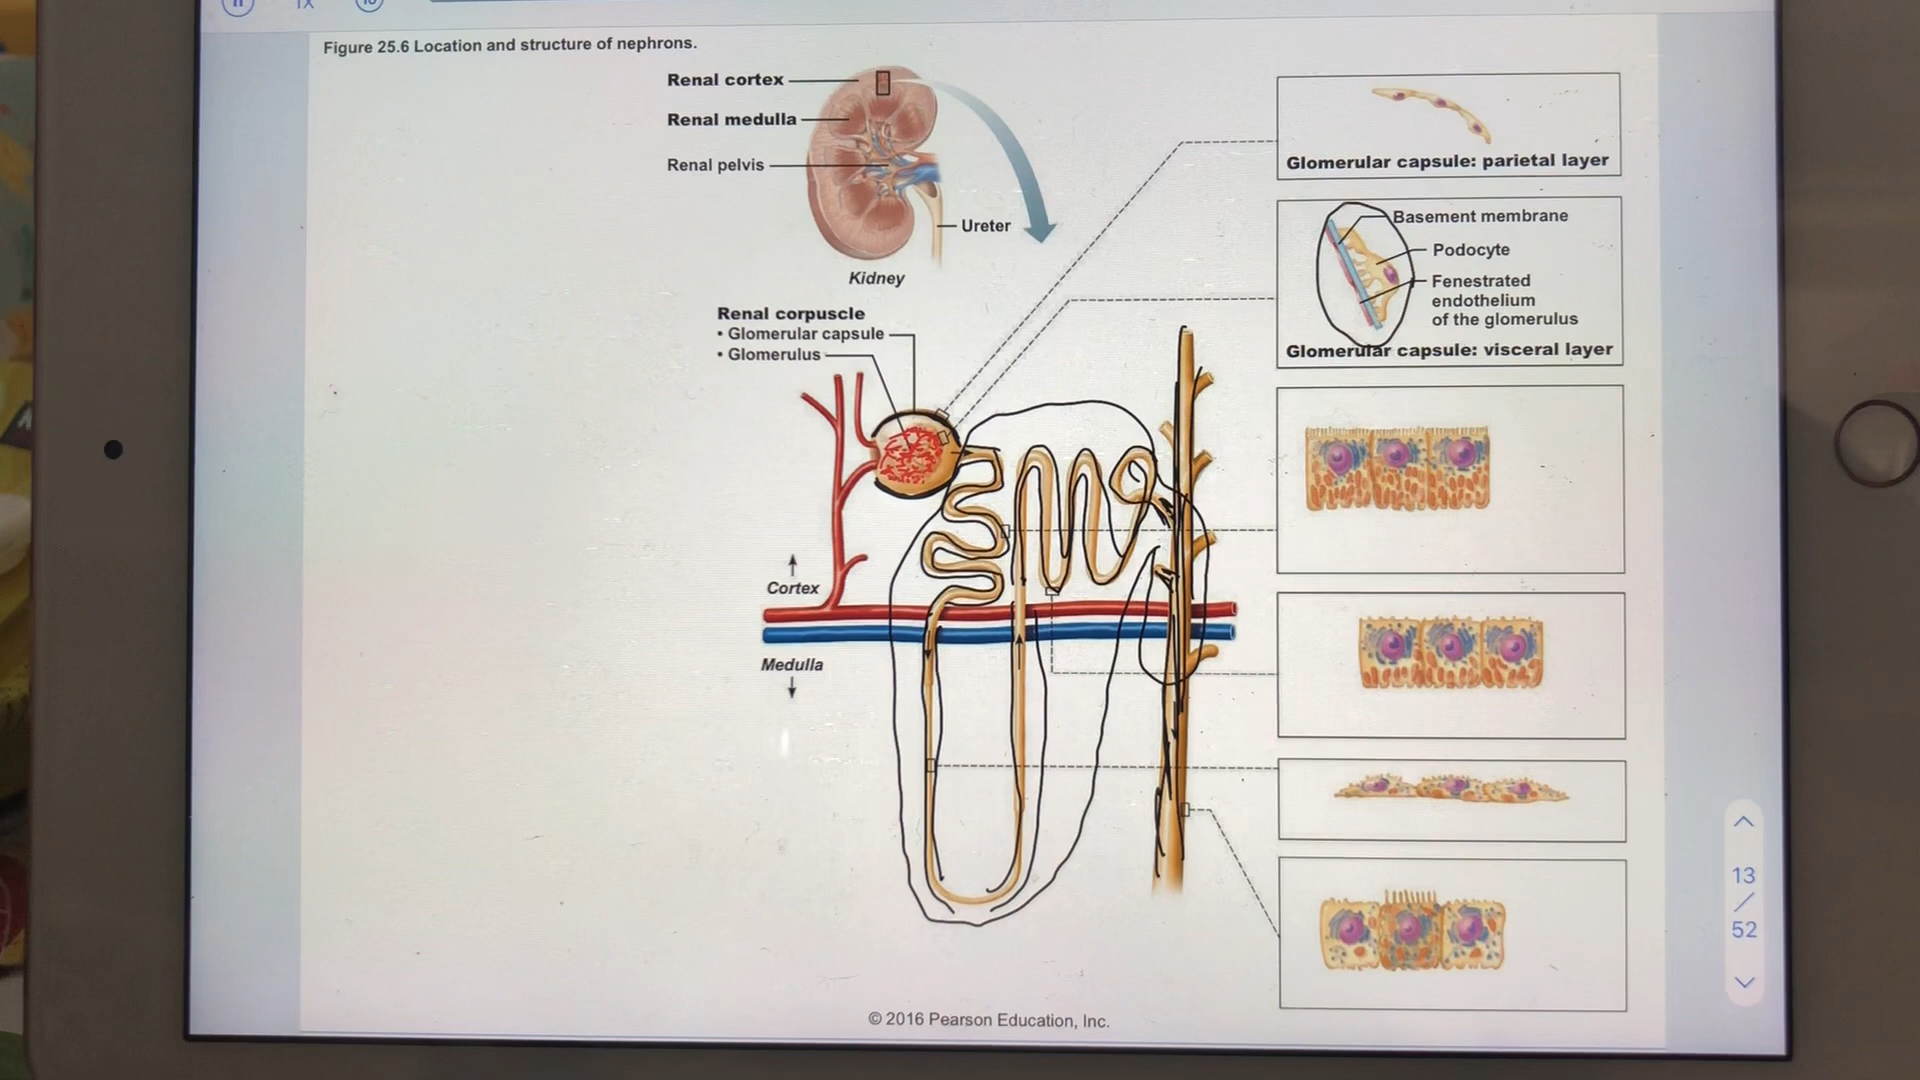 1x
10
Figure 25.6 Location and structure of nephrons.
Renal cortex
Renal medulla
Renal pelvis
Ureter
Kidney
Renal corpuscle
• Glomerular capsule
• Glomerulus
Cortex
Medulla
Glomerular capsule: parietal layer
Basement membrane
Podocyte
Fenestrated
endothelium
of the glomerulus
Glomerular capsule: visceral layer
13
/
52
© 2016 Pearson Education, Inc.